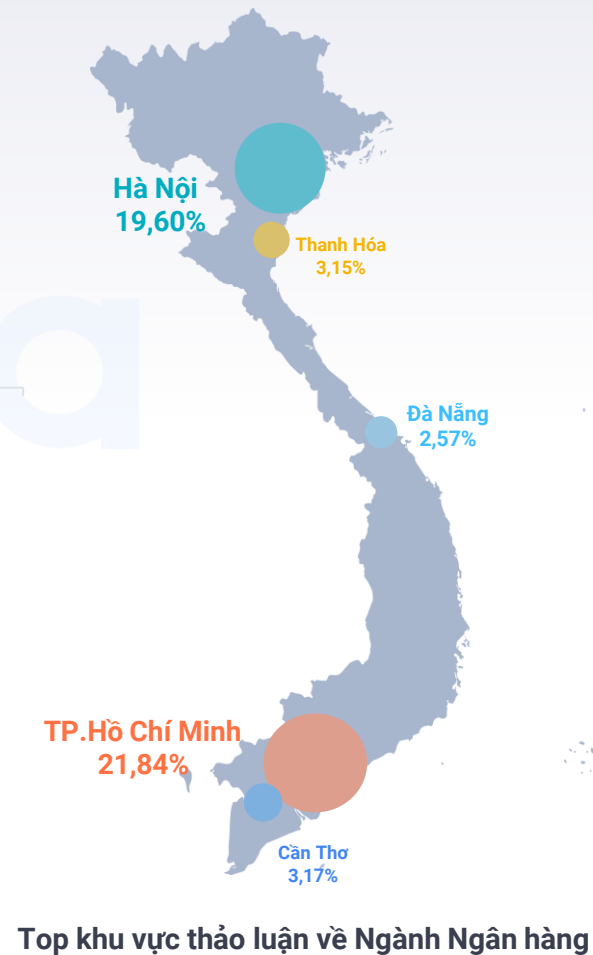 Hà Nội
19,60%
Thanh Hóa
3,15%
Đà Nẵng
2,57%
TP.Hồ Chí Minh
21,84%
Cần Thơ
3,17%
Top khu vực thảo luận về Ngành Ngân hàng